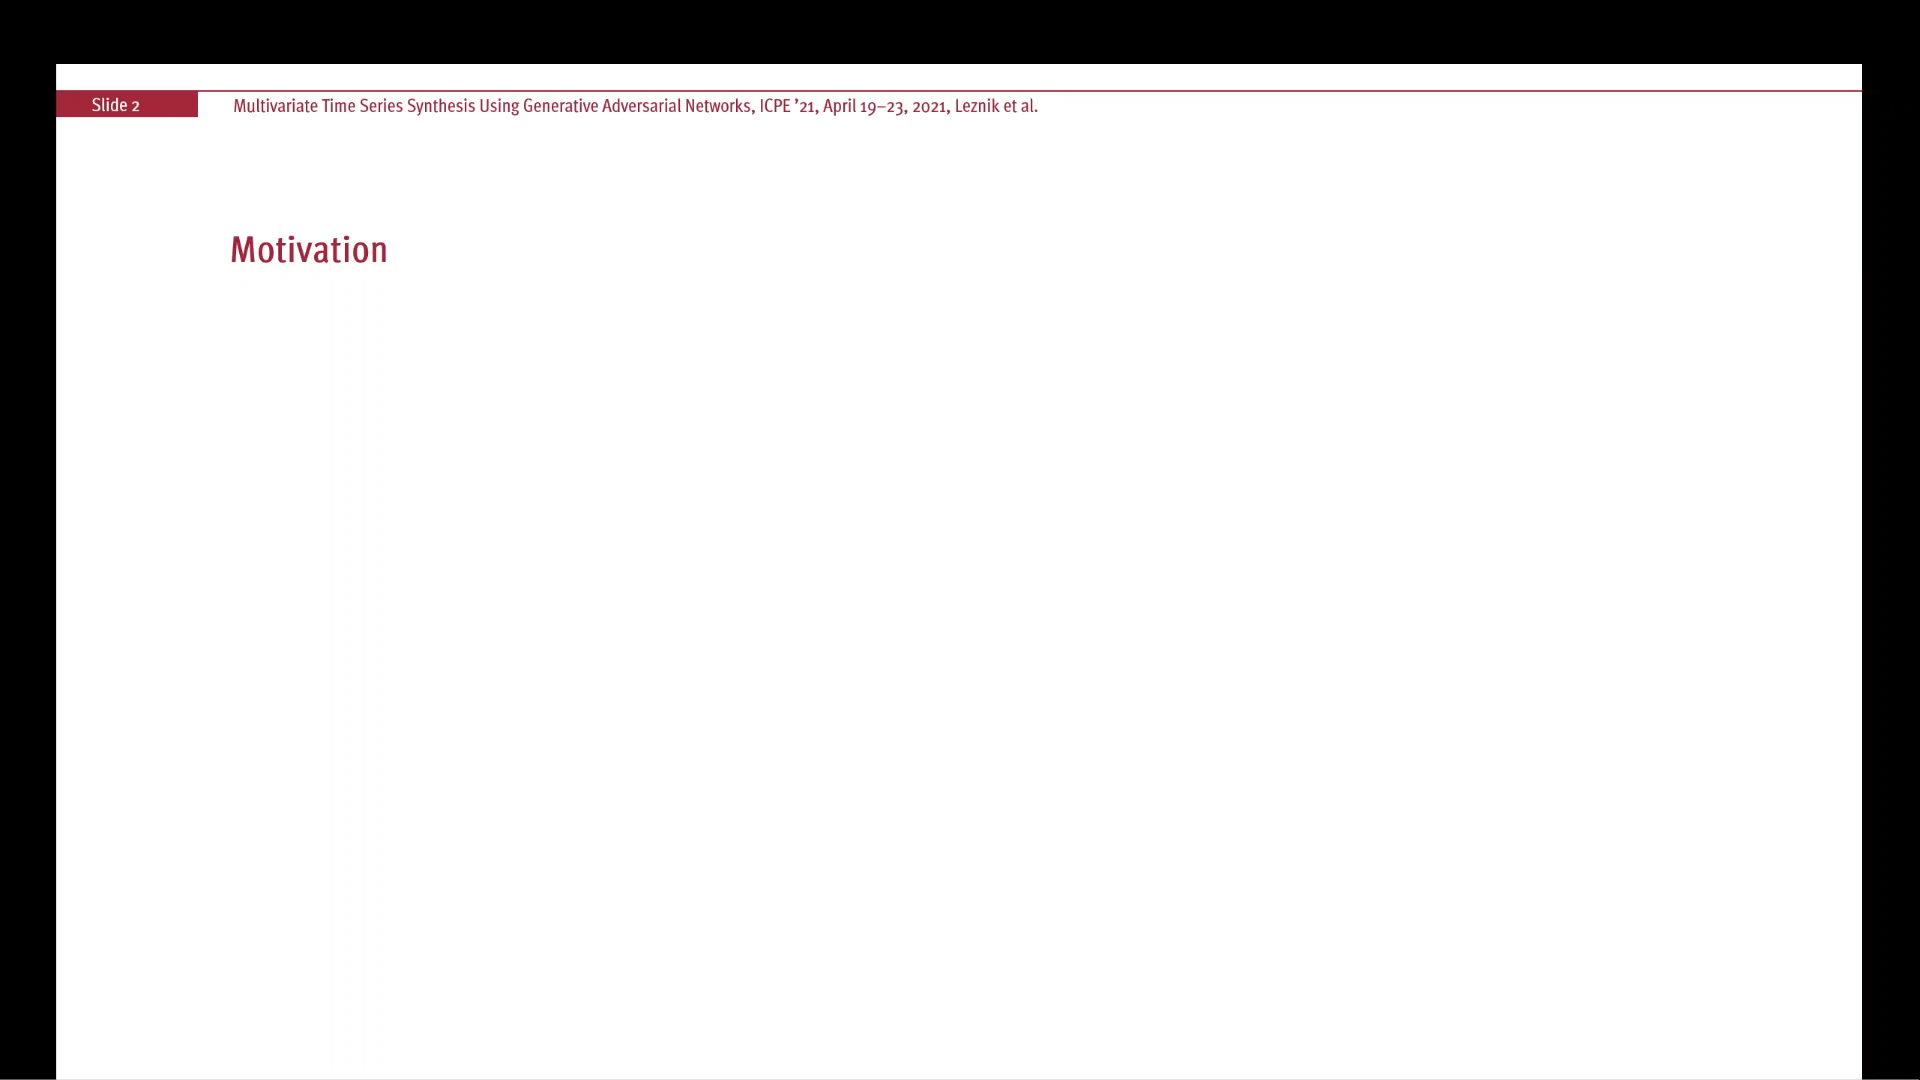 Slide 2
Multivariate Time Series Synthesis Using Generative Adversarial Networks, ICPE ’21, April 19–23, 2021, Leznik et al.
Motivation